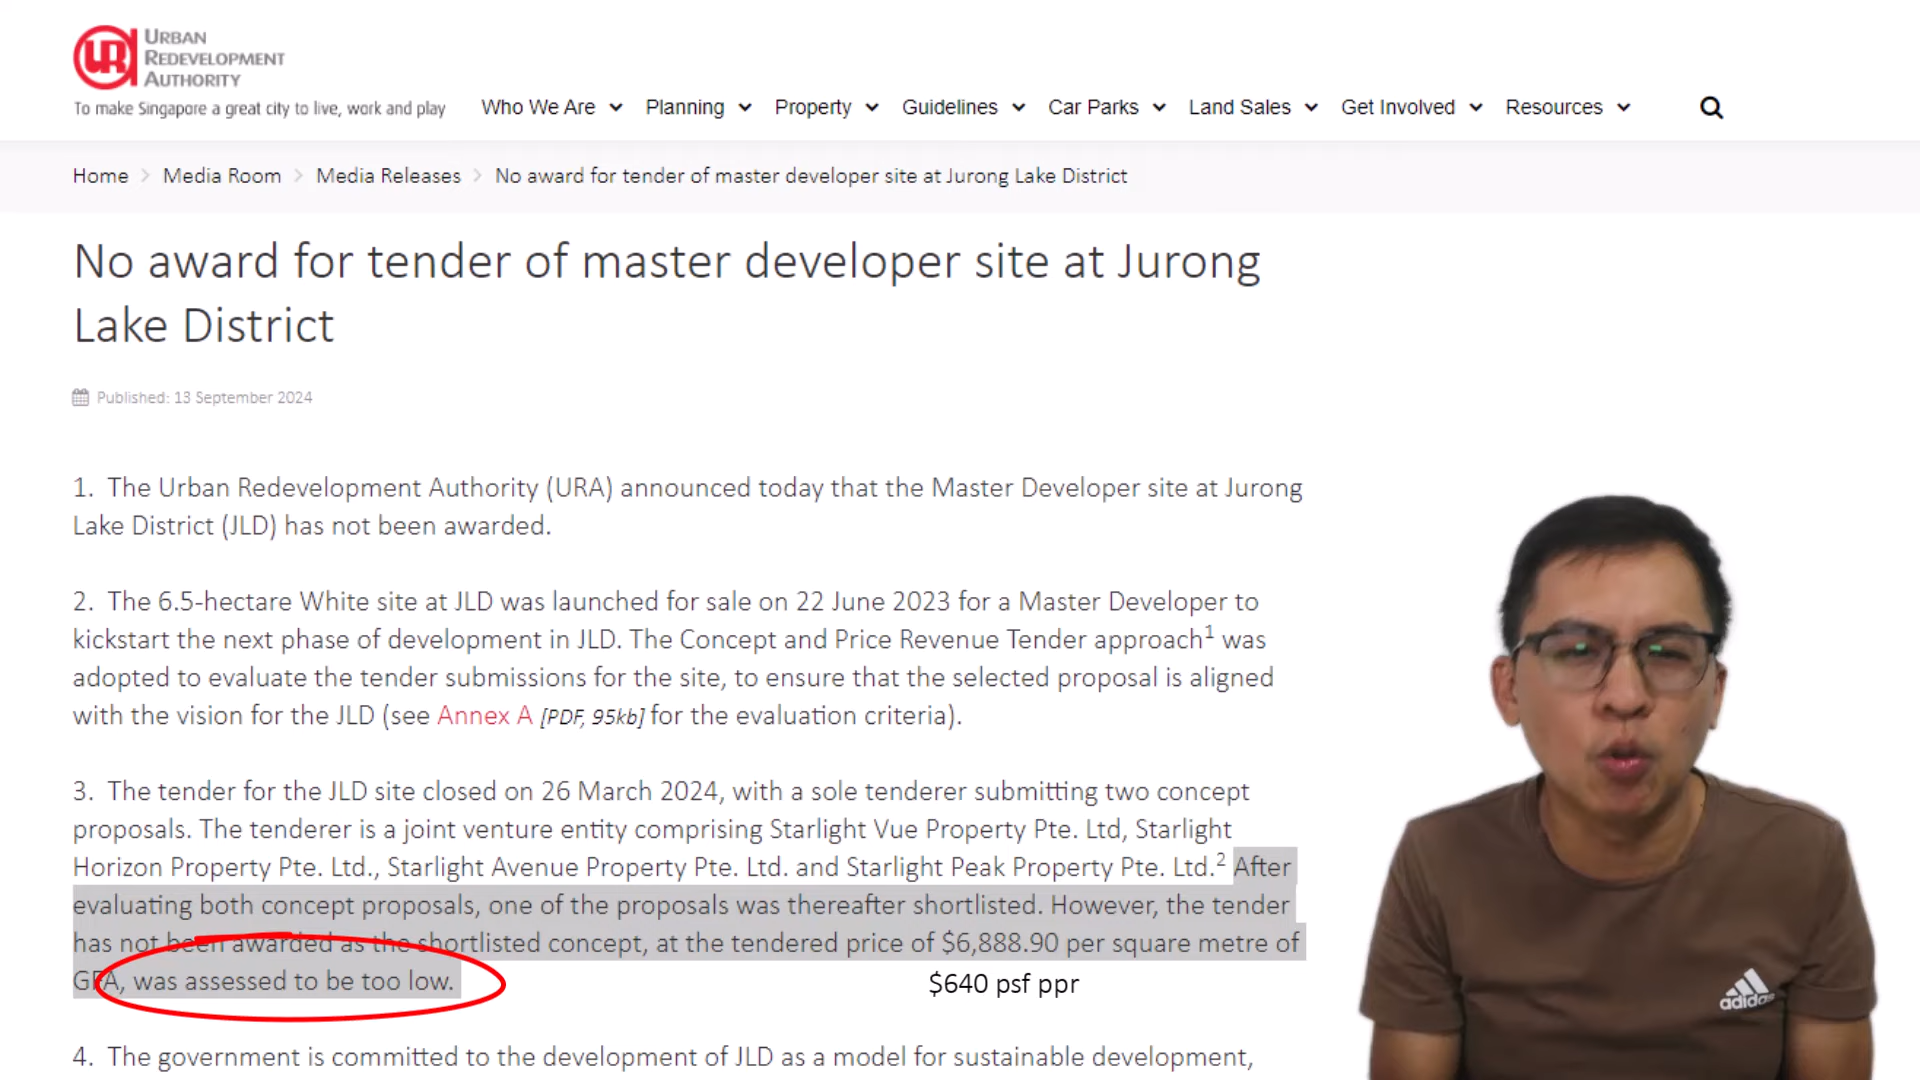 URBAN
REDEVELOPMENT
AUTHORITY
To make Singapore a great city to live, work and play
Who We Are
Planning
Property
Guidelines
Car Parks
Land Sales
Get Involved
Resources
Home > Media Room > Media Releases > No award for tender of master developer site at Jurong Lake District
No award for tender of master developer site at Jurong
Lake District
Published: 13 September 2024
1. The Urban Redevelopment Authority (URA) announced today that the Master Developer site at Jurong
Lake District (JLD) has not been awarded.
2. The 6.5-hectare White site at JLD was launched for sale on 22 June 2023 for a Master Developer to
kickstart the next phase of development in JLD. The Concept and Price Revenue Tender approach1 was
adopted to evaluate the tender submissions for the site, to ensure that the selected proposal is aligned
with the vision for the JLD (see Annex A [PDF, 95kb] for the evaluation criteria).
3. The tender for the JLD site closed on 26 March 2024, with a sole tenderer submitting two concept
proposals. The tenderer is a joint venture entity comprising Starlight Vue Property Pte. Ltd, Starlight
Horizon Property Pte. Ltd., Starlight Avenue Property Pte. Ltd. and Starlight Peak Property Pte. Ltd.2 After
evaluating both concept proposals, one of the proposals was thereafter shortlisted. However, the tender
has not been awarded as the shortlisted concept, at the tendered price of $6,888.90 per square metre of
GFA, was assessed to be too low.
$640 psf ppr
4. The government is committed to the development of JLD as a model for sustainable development,
adidas